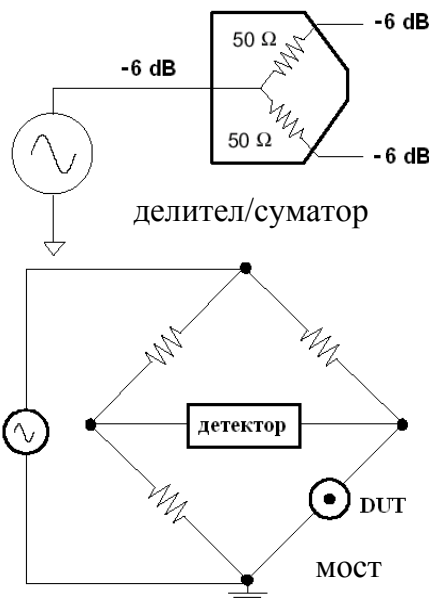 -6 dB
50 Ω
-6 dB
50 Ω
-6 dB
делител/суматор
детектор
DUT
мост